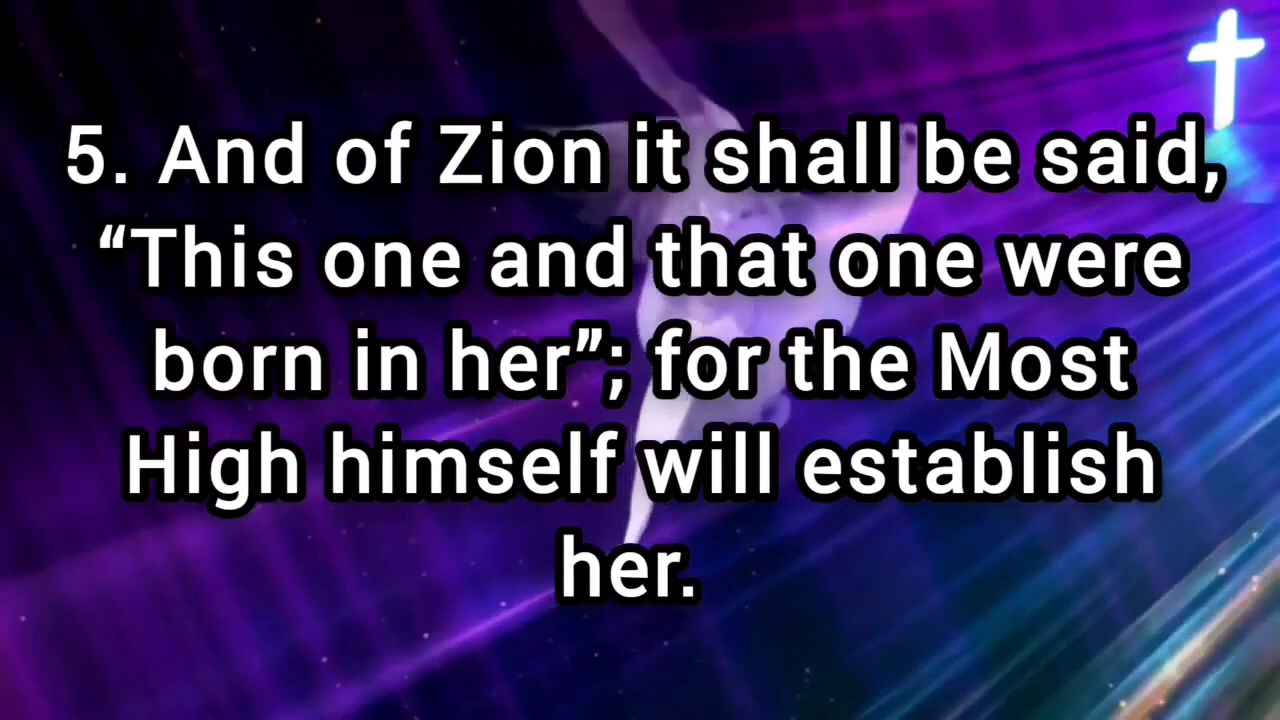 5. And of Zion it shall be said,
“This one and that one were
born in her”; for the Most
High himself will establish
her.